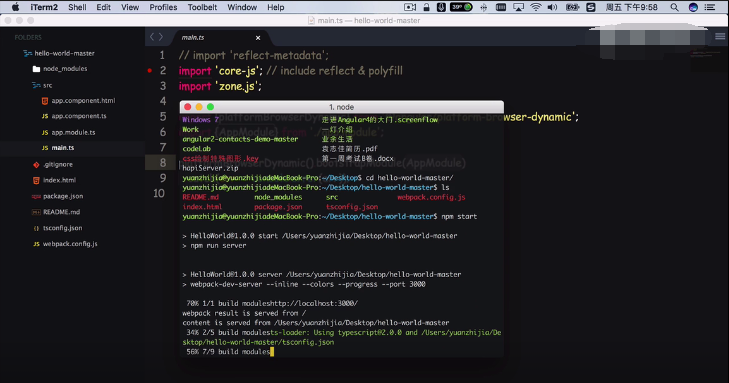 iTerm2 Shell Edit View Profiles Toolbelt Window Help
39°
周五 下午9:58
main.ts — hello-world-master
FOLDERS
hello-world-master
node_modules
src
app.component.html
app.component.ts
app.module.ts
main.ts
.gitignore
index.html
package.json
README.md
tsconfig.json
webpack.config.js
main.ts
1 // import 'reflect-metadata';
2 import 'core-js'; // include reflect & polyfill
3 import 'zone.js';
4
5
6
7
8
9
10
1. node
Windows 7 走进Angular4的大门.screenflow
Work 一灯介绍
angular2-contacts-demo-master 业余生活
codeLab 袁志佳简历.pdf
css绘制特殊图形.key 第一周考试B卷.docx
hapiServer.zip
yuanzhijia@yuanzhijiadeMacBook-Pro:~/Desktop$ cd hello-world-master/
yuanzhijia@yuanzhijiadeMacBook-Pro:~/Desktop/hello-world-master$ ls
README.md node_modules src webpack.config.js
index.html package.json tsconfig.json
yuanzhijia@yuanzhijiadeMacBook-Pro:~/Desktop/hello-world-master$ npm start
> HelloWorld@1.0.0 start /Users/yuanzhijia/Desktop/hello-world-master
> npm run server
> HelloWorld@1.0.0 server /Users/yuanzhijia/Desktop/hello-world-master
> webpack-dev-server --inline --colors --progress --port 3000
70% 1/1 build moduleshttp://localhost:3000/
webpack result is served from /
content is served from /Users/yuanzhijia/Desktop/hello-world-master
34% 2/5 build modulests-loader: Using typescript@2.0.0 and /Users/yuanzhijia/De
sktop/hello-world-master/tsconfig.json
56% 7/9 build modules